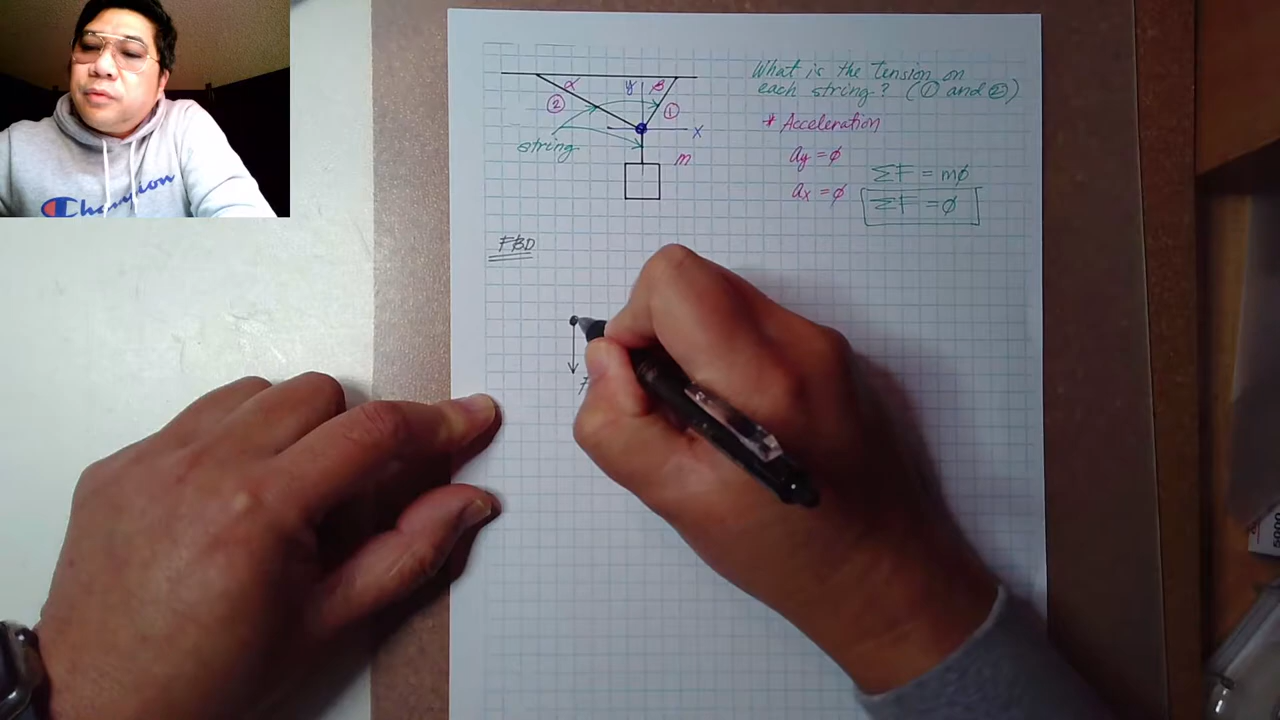 What is the Tension on
each string? (① and ②)
α
y
β
②
①
x
* Acceleration
string
m
ay = φ
ΣF = mφ
ax = φ
ΣF = φ
Champion
FBD
F
5000